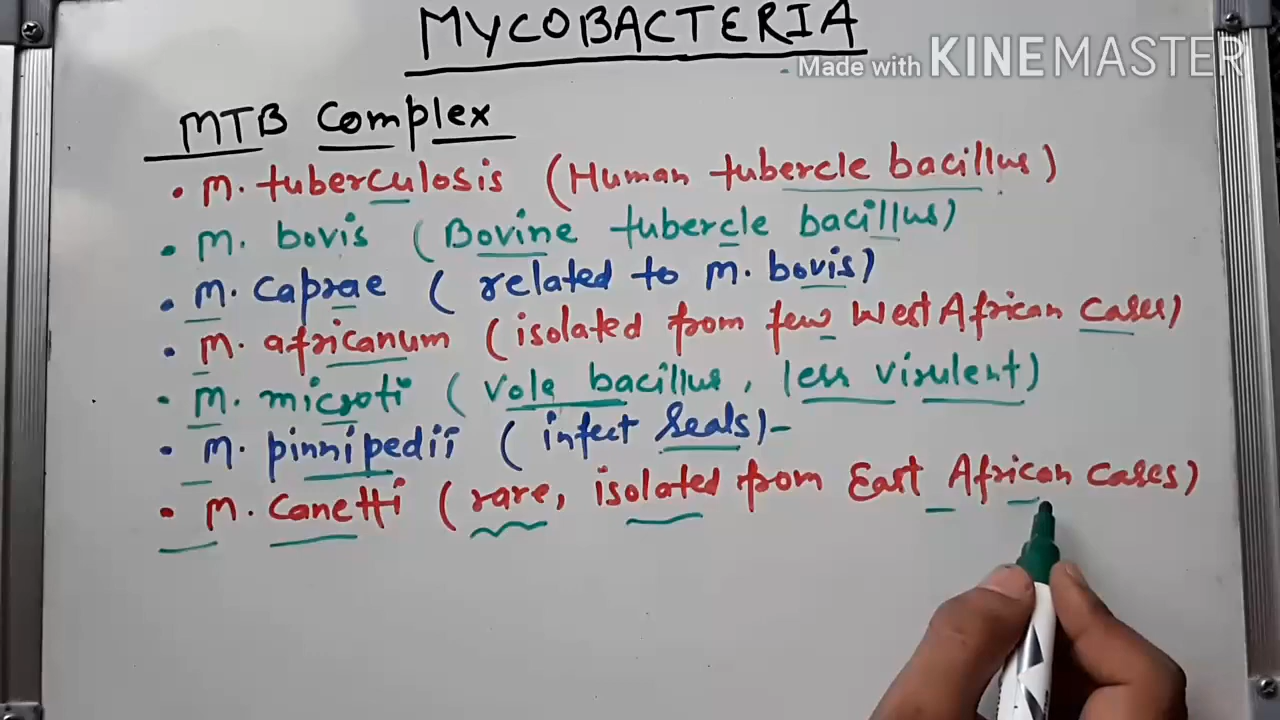 MYCOBACTERIA
Made with KINEMASTER
MTB Complex
• M. tuberculosis (Human tubercle bacillus)
• M. bovis (Bovine tubercle bacillus)
• M. Caprae (related to M. bovis)
• M. africanum (isolated from few West African cases)
• M. microti (Vole bacillus, less virulent)
• M. pinnipedii (infect seals)-
• M. Canetti (rare, isolated from East African cases)